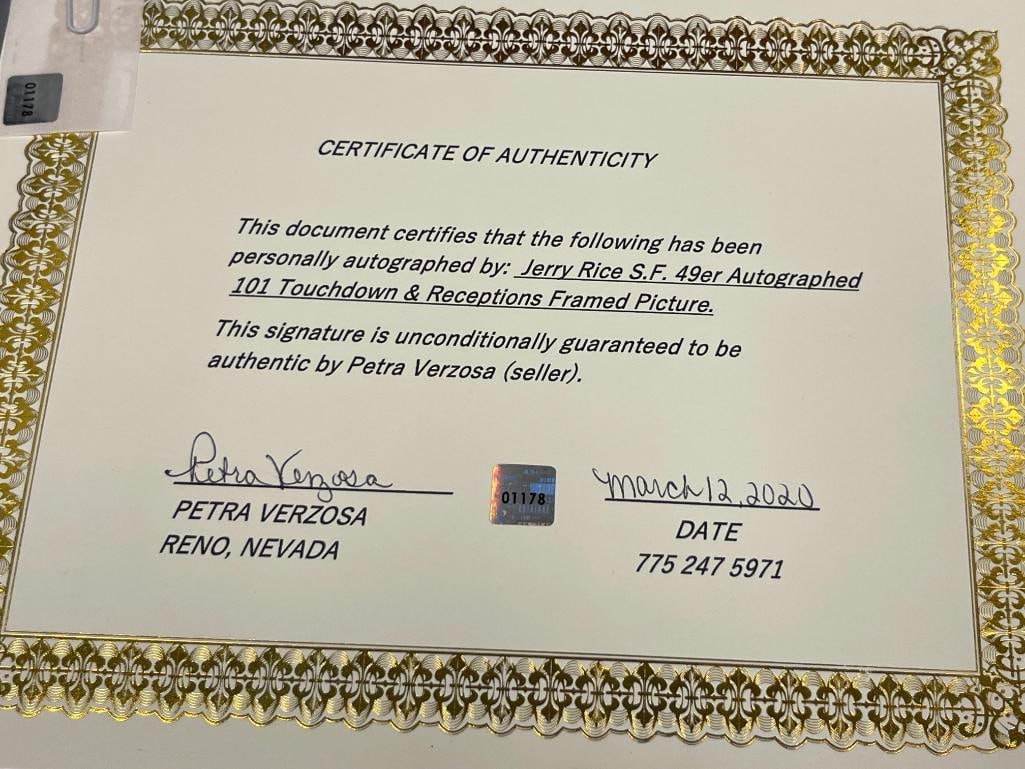 01178
CERTIFICATE OF AUTHENTICITY
This document certifies that the following has been
personally autographed by: Jerry Rice S.F. 49er Autographed
101 Touchdown & Receptions Framed Picture.
This signature is unconditionally guaranteed to be
authentic by Petra Verzosa (seller).
Petra Verzosa
01178
March 12, 2020
PETRA VERZOSA
DATE
RENO, NEVADA
775 247 5971